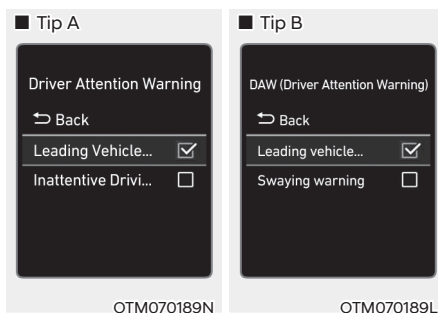 ■ Tip A
Driver Attention Warning
Back
Leading Vehicle...
Inattentive Drivi...
OTM070189N
■ Tip B
DAW (Driver Attention Warning)
Back
Leading vehicle...
Swaying warning
OTM070189L